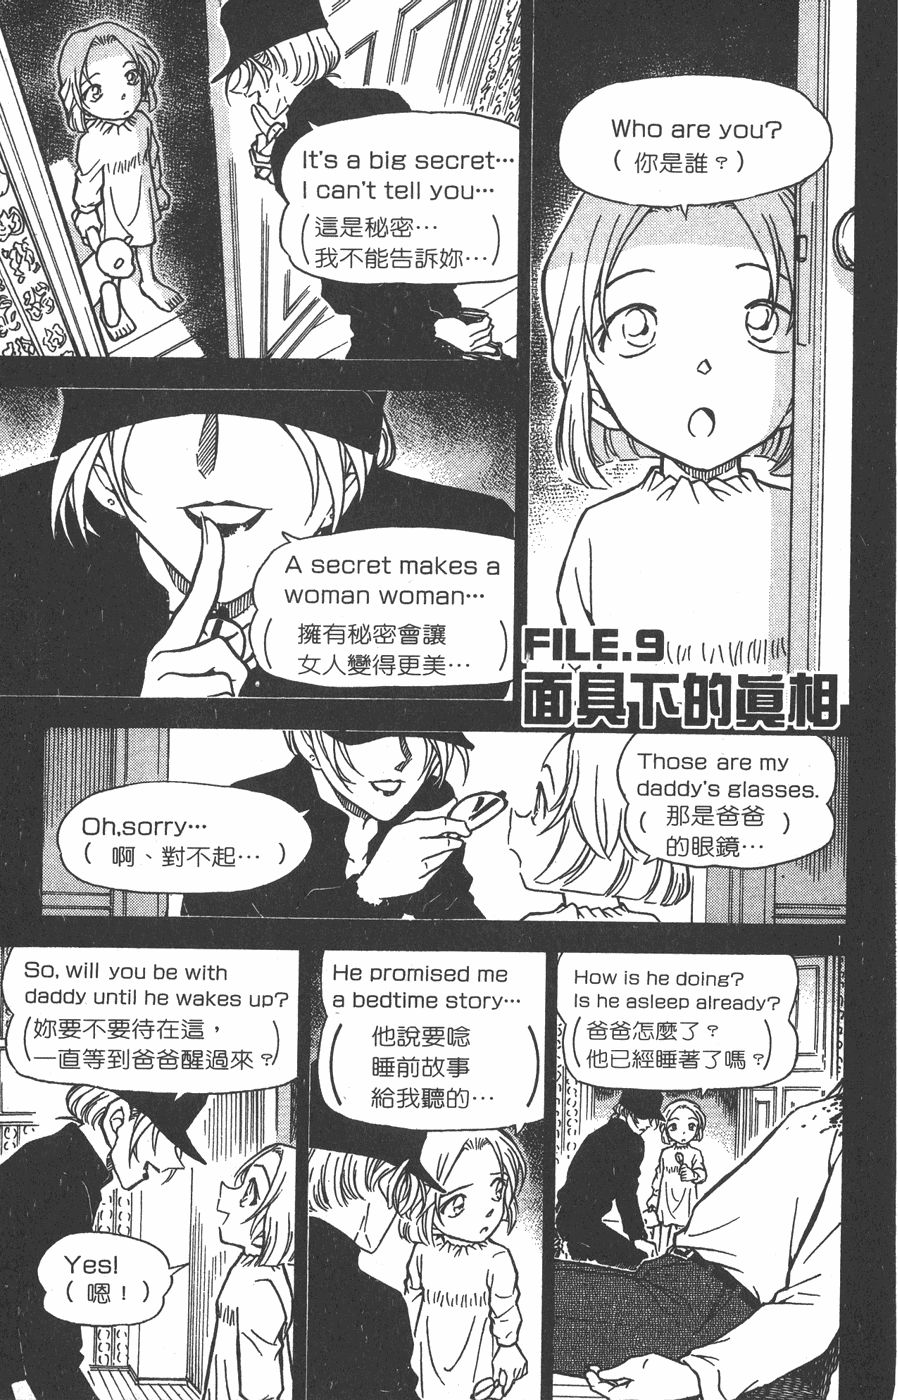 Who are you?
(你是誰？)
It's a big secret…
I can't tell you…
(這是秘密…
我不能告訴妳…)
A secret makes a
woman woman…
(擁有秘密會讓
女人變得更美…)
FILE.9
面具下的眞相
Those are my
daddy's glasses.
(那是爸爸
的眼鏡…)
Oh,sorry…
(啊、對不起…)
How is he doing?
Is he asleep already?
(爸爸怎麼了？
他已經睡著了嗎？)
He promised me
a bedtime story…
(他說要唸
睡前故事
給我聽的…)
So, will you be with
daddy until he wakes up?
(妳要不要待在這，
一直等到爸爸醒過來？)
Yes!
(嗯！)